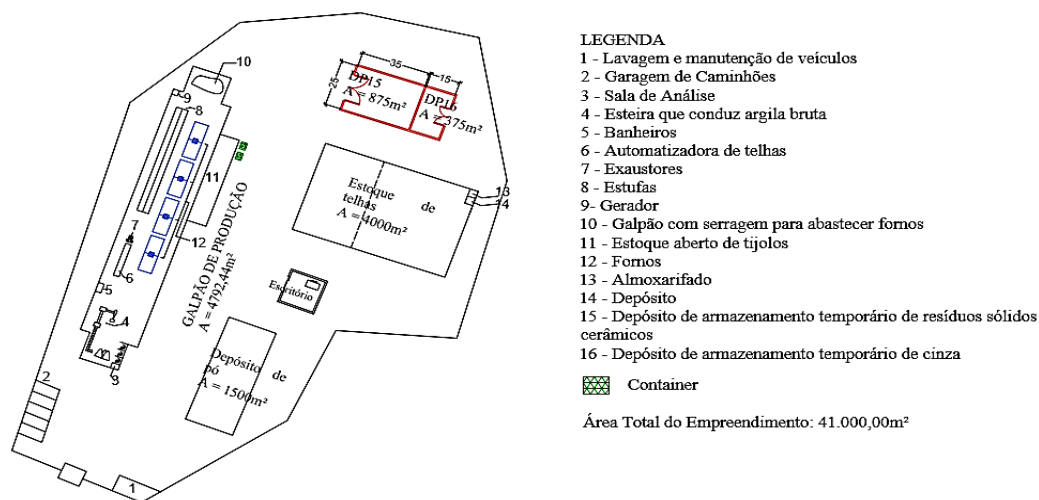 10
9
8
7
11
12
6
5
4
3
2
1
GALPÃO DE PRODUÇÃO
A = 4792,44m²
35
15
25
DP15
A = 875m²
DP16
A = 375m²
Estoque de
telhas
A = 4000m²
13
14
Escritório
Depósito de
pó
A = 1500m²
LEGENDA
1 - Lavagem e manutenção de veículos
2 - Garagem de Caminhões
3 - Sala de Análise
4 - Esteira que conduz argila bruta
5 - Banheiros
6 - Automatizadora de telhas
7 - Exaustores
8 - Estufas
9- Gerador
10 - Galpão com serragem para abastecer fornos
11 - Estoque aberto de tijolos
12 - Fornos
13 - Almoxarifado
14 - Depósito
15 - Depósito de armazenamento temporário de resíduos sólidos
cerâmicos
16 - Depósito de armazenamento temporário de cinza
Container
Área Total do Empreendimento: 41.000,00m²